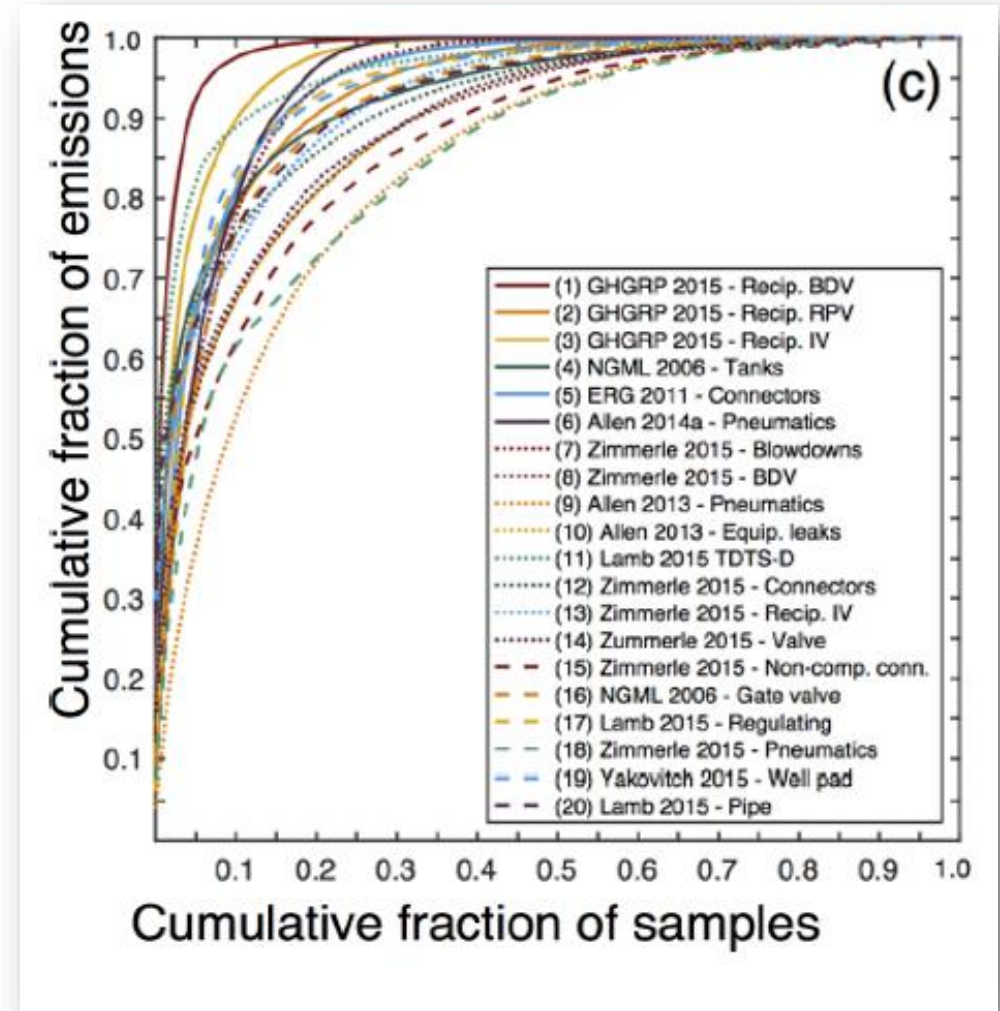 (c)
Cumulative fraction of emissions
1.0
0.9
0.8
0.7
0.6
0.5
0.4
0.3
0.2
0.1
(1) GHGRP 2015 - Recip. BDV
(2) GHGRP 2015 - Recip. RPV
(3) GHGRP 2015 - Recip. IV
(4) NGML 2006 - Tanks
(5) ERG 2011 - Connectors
(6) Allen 2014a - Pneumatics
(7) Zimmerle 2015 - Blowdowns
(8) Zimmerle 2015 - BDV
(9) Allen 2013 - Pneumatics
(10) Allen 2013 - Equip. leaks
(11) Lamb 2015 TDTS-D
(12) Zimmerle 2015 - Connectors
(13) Zimmerle 2015 - Recip. IV
(14) Zummerle 2015 - Valve
(15) Zimmerle 2015 - Non-comp. conn.
(16) NGML 2006 - Gate valve
(17) Lamb 2015 - Regulating
(18) Zimmerle 2015 - Pneumatics
(19) Yakovitch 2015 - Well pad
(20) Lamb 2015 - Pipe
0.1 0.2 0.3 0.4 0.5 0.6 0.7 0.8 0.9 1.0
Cumulative fraction of samples